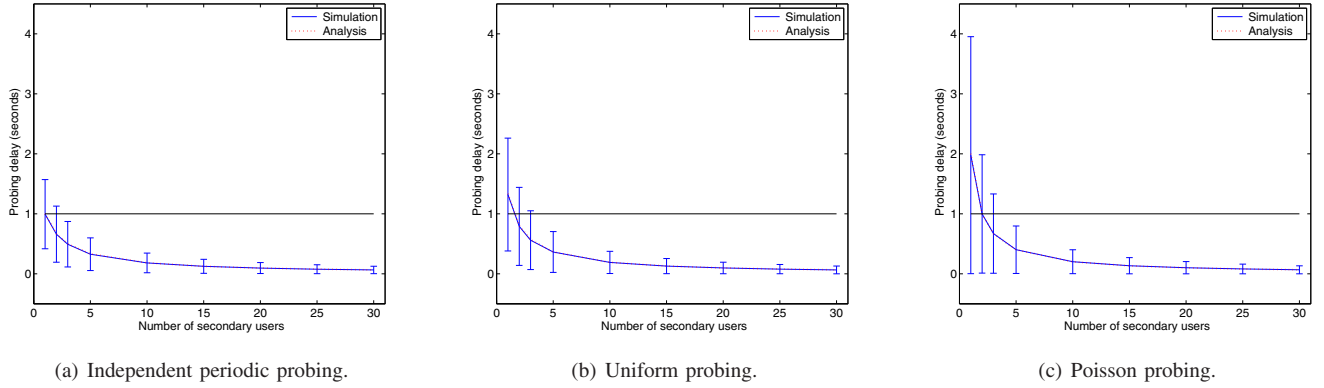 Simulation
Analysis
Probing delay (seconds)
4
3
2
1
0
0 5 10 15 20 25 30
Number of secondary users
(a) Independent periodic probing.
Simulation
Analysis
Probing delay (seconds)
4
3
2
1
0
0 5 10 15 20 25 30
Number of secondary users
(b) Uniform probing.
Simulation
Analysis
Probing delay (seconds)
4
3
2
1
0
0 5 10 15 20 25 30
Number of secondary users
(c) Poisson probing.